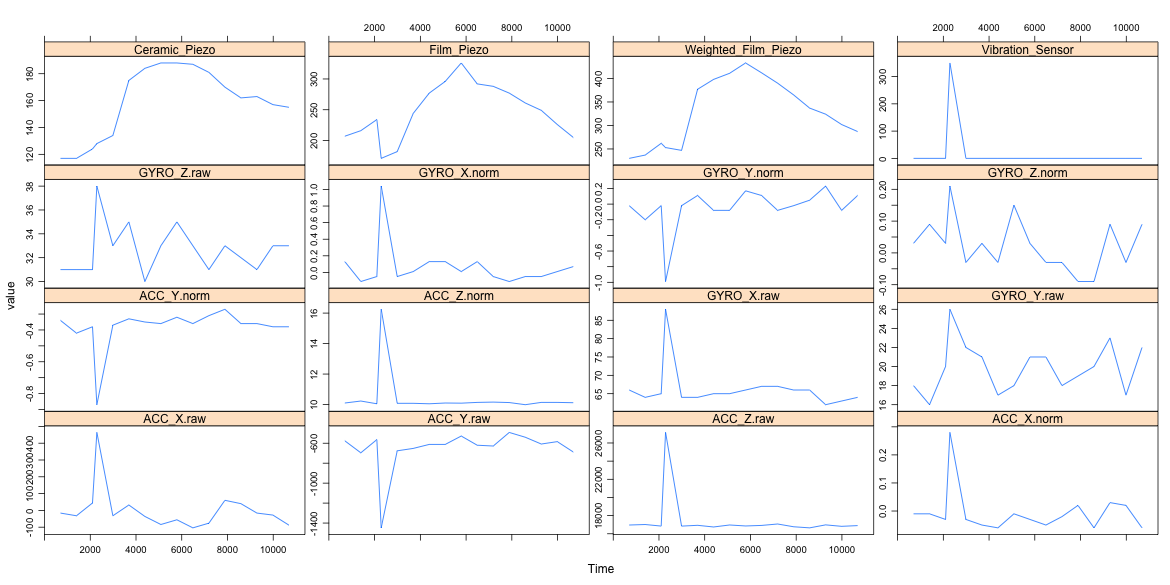 2000 4000 6000 8000 10000 2000 4000 6000 8000 10000
Ceramic_Piezo Film_Piezo Weighted_Film_Piezo Vibration_Sensor
120 140 160 180
200 250 300
250 300 350 400
0 100 200 300
GYRO_Z.raw GYRO_X.norm GYRO_Y.norm GYRO_Z.norm
30 32 34 36 38
0.0 0.2 0.4 0.6 0.8 1.0
-1.0 -0.6 -0.2 0.0 0.2
-0.10 0.00 0.10 0.20
ACC_Y.norm ACC_Z.norm GYRO_X.raw GYRO_Y.raw
-0.8 -0.6 -0.4
10 12 14 16
65 70 75 80 85
16 18 20 22 24 26
ACC_X.raw ACC_Y.raw ACC_Z.raw ACC_X.norm
-100 0 100 200 300 400
-1400 -1000 -600
18000 22000 26000
0.0 0.1 0.2
2000 4000 6000 8000 10000 2000 4000 6000 8000 10000
value
Time